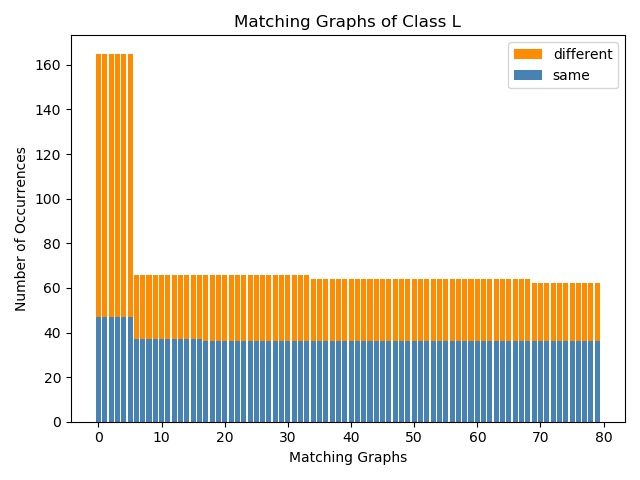 Matching Graphs of Class L
different
same
Number of Occurrences
160
140
120
100
80
60
40
20
0
0 10 20 30 40 50 60 70 80
Matching Graphs